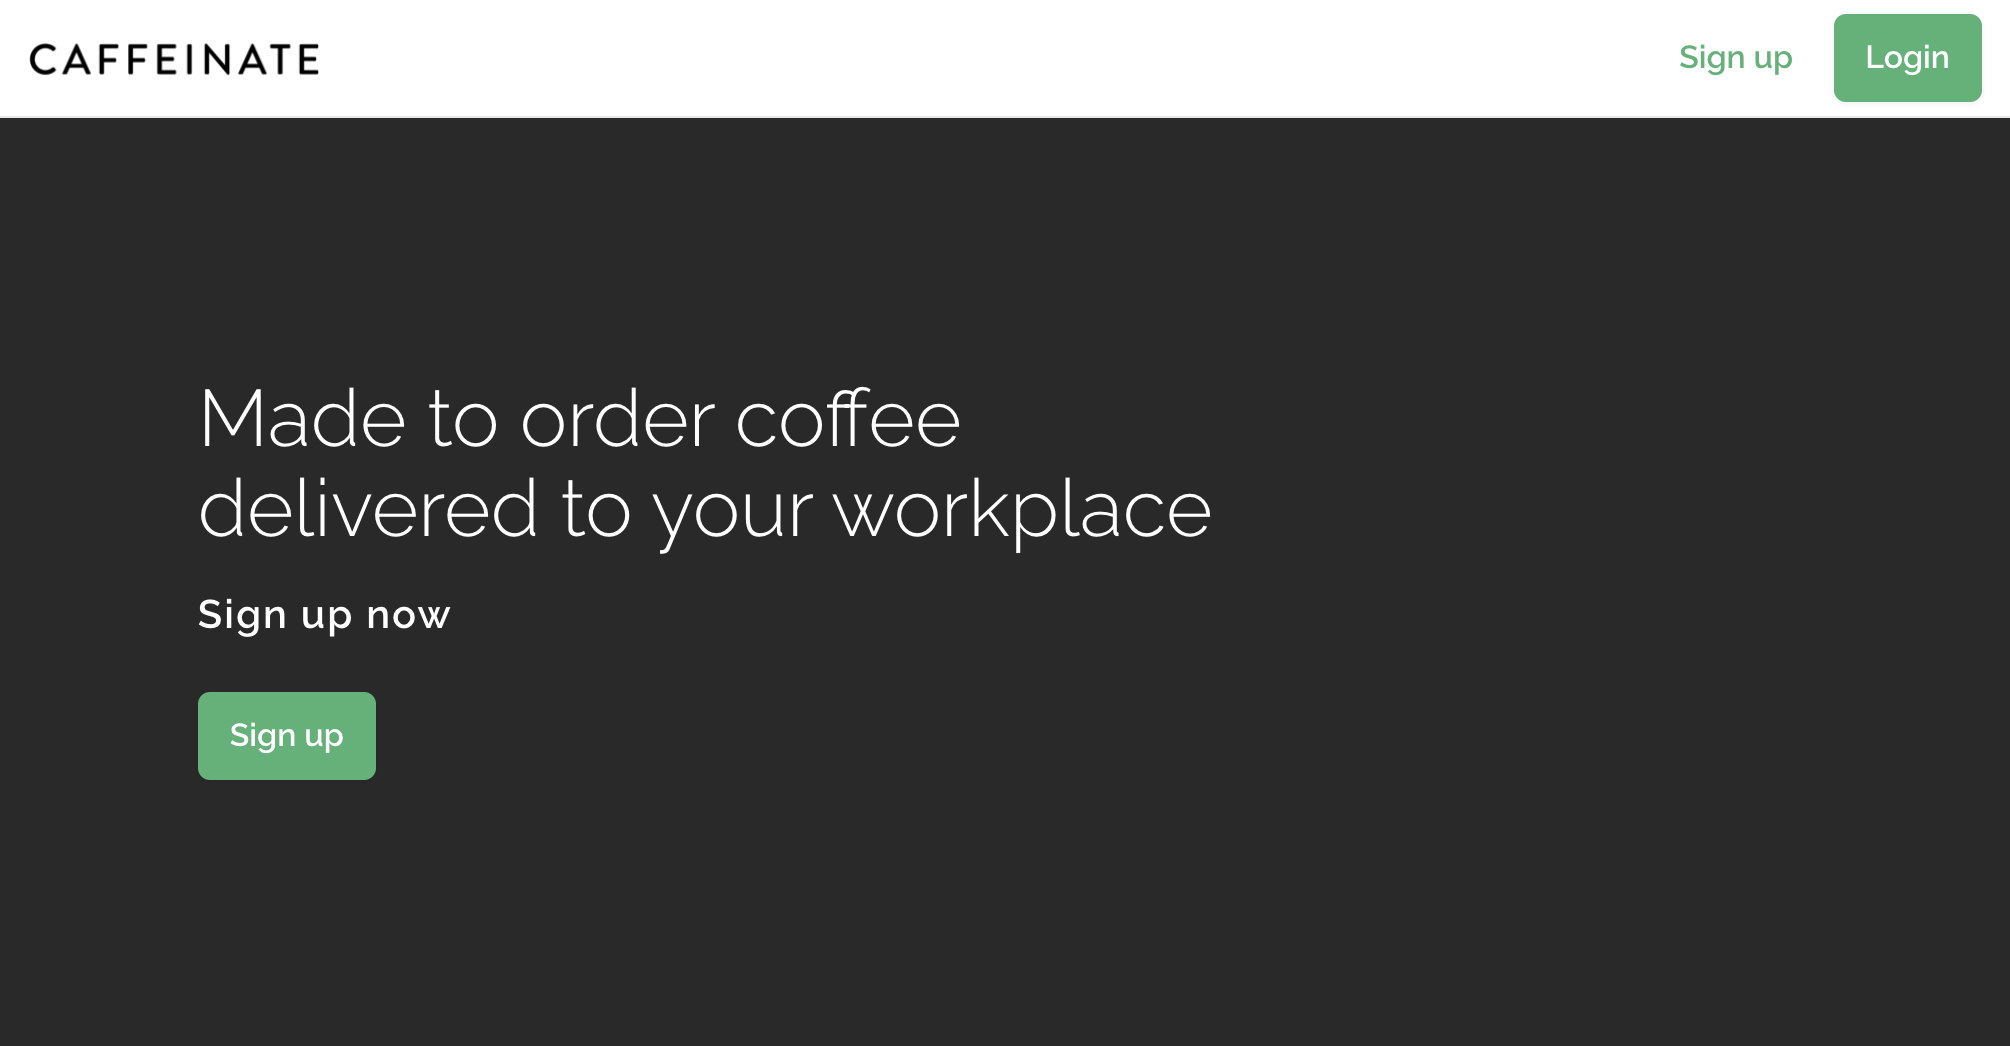 CAFFEINATE
Sign up
Login
Made to order coffee
delivered to your workplace
Sign up now
Sign up